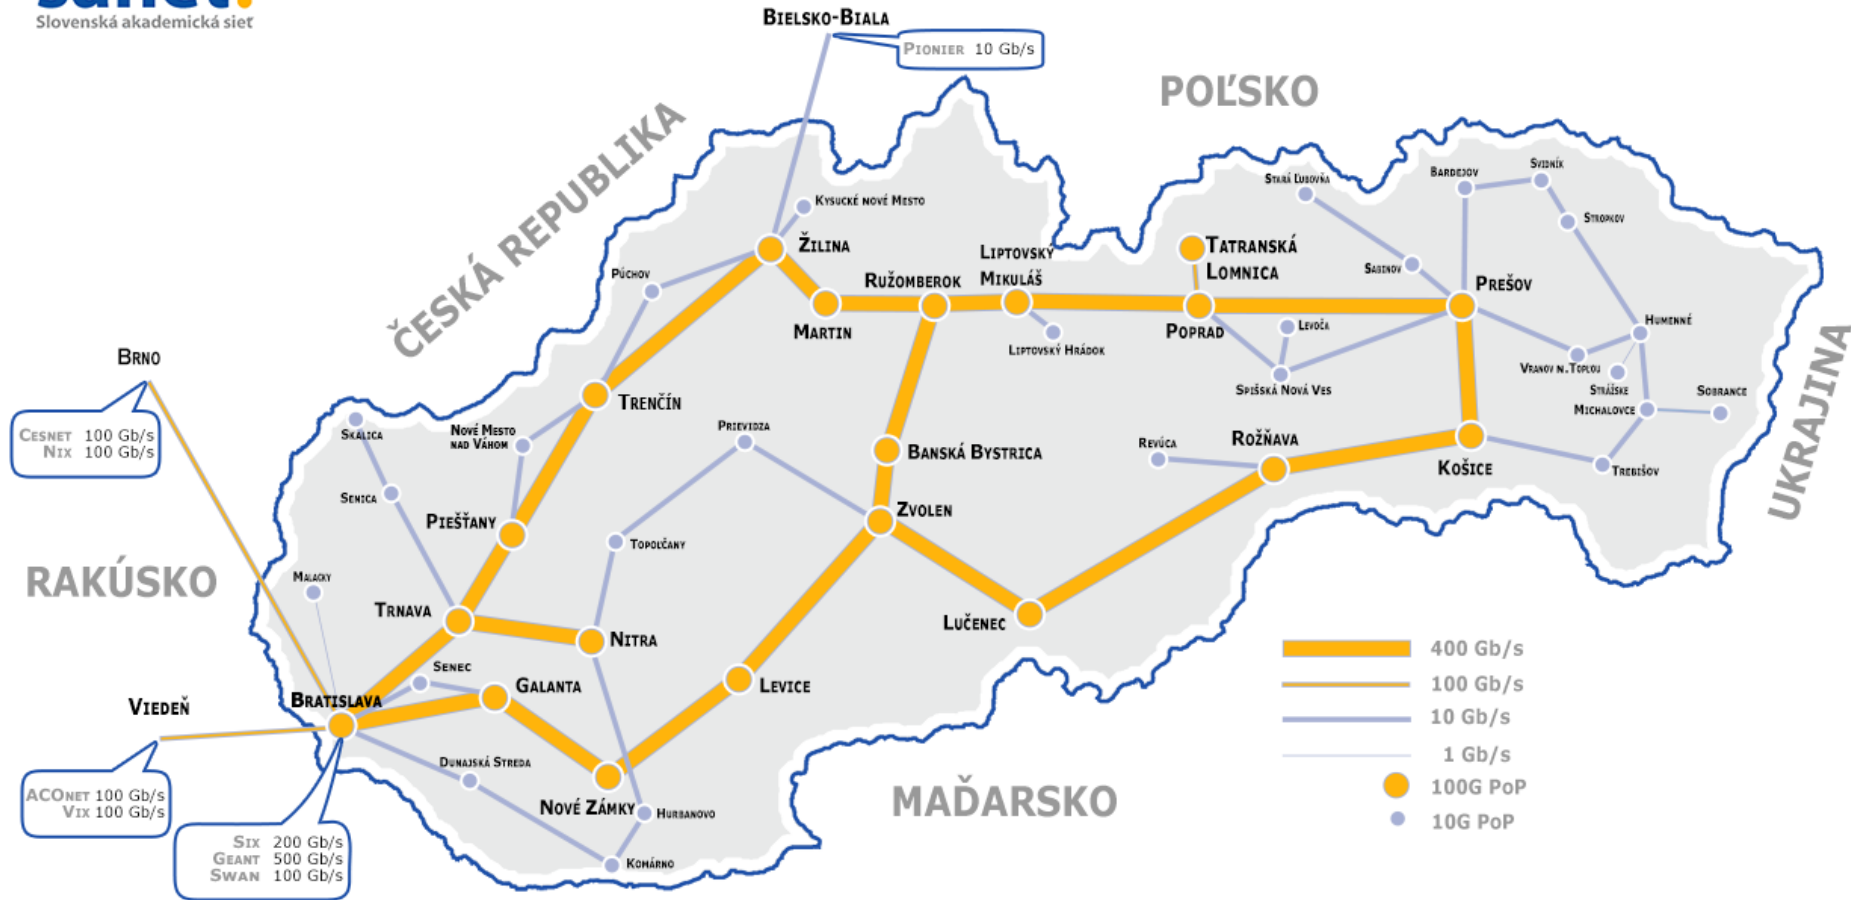 sanet.
Slovenská akademická sieť
BIELSKO-BIALA
PIONIER 10 Gb/s
POĽSKO
ČESKÁ REPUBLIKA
UKRAJINA
RAKÚSKO
MAĎARSKO
BRNO
CESNET 100 Gb/s
NIX 100 Gb/s
VIEDEŇ
ACONET 100 Gb/s
VIX 100 Gb/s
SIX 200 Gb/s
GEANT 500 Gb/s
SWAN 100 Gb/s
KYSUCKÉ NOVÉ MESTO
ŽILINA
PÚCHOV
MARTIN
RUŽOMBEROK
LIPTOVSKÝ
MIKULÁŠ
LIPTOVSKÝ HRÁDOK
TATRANSKÁ
LOMNICA
POPRAD
LEVOČA
SPIŠSKÁ NOVÁ VES
STARÁ ĽUBOVŇA
SABINOV
BARDEJOV
SVIDNÍK
STROPKOV
PREŠOV
HUMENNÉ
VRANOV N.TOPĽOU
STRÁŽSKE
MICHALOVCE
SOBRANCE
TREBIŠOV
KOŠICE
ROŽŇAVA
REVÚCA
TRENČÍN
NOVÉ MESTO
NAD VÁHOM
SKALICA
SENICA
PIEŠŤANY
PRIEVIDZA
BANSKÁ BYSTRICA
ZVOLEN
TOPOĽČANY
MALACKY
TRNAVA
NITRA
LUČENEC
SENEC
GALANTA
LEVICE
BRATISLAVA
DUNAJSKÁ STREDA
NOVÉ ZÁMKY
HURBANOVO
KOMÁRNO
400 Gb/s
100 Gb/s
10 Gb/s
1 Gb/s
100G PoP
10G PoP